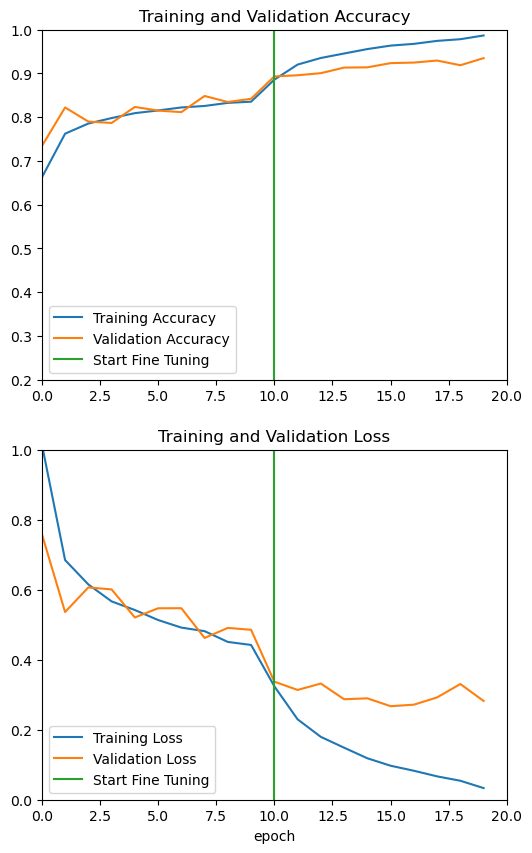 Training and Validation Accuracy
1.0
0.9
0.8
0.7
0.6
0.5
0.4
0.3
0.2
Training Accuracy
Validation Accuracy
Start Fine Tuning
0.0 2.5 5.0 7.5 10.0 12.5 15.0 17.5 20.0
Training and Validation Loss
1.0
0.8
0.6
0.4
0.2
0.0
Training Loss
Validation Loss
Start Fine Tuning
0.0 2.5 5.0 7.5 10.0 12.5 15.0 17.5 20.0
epoch